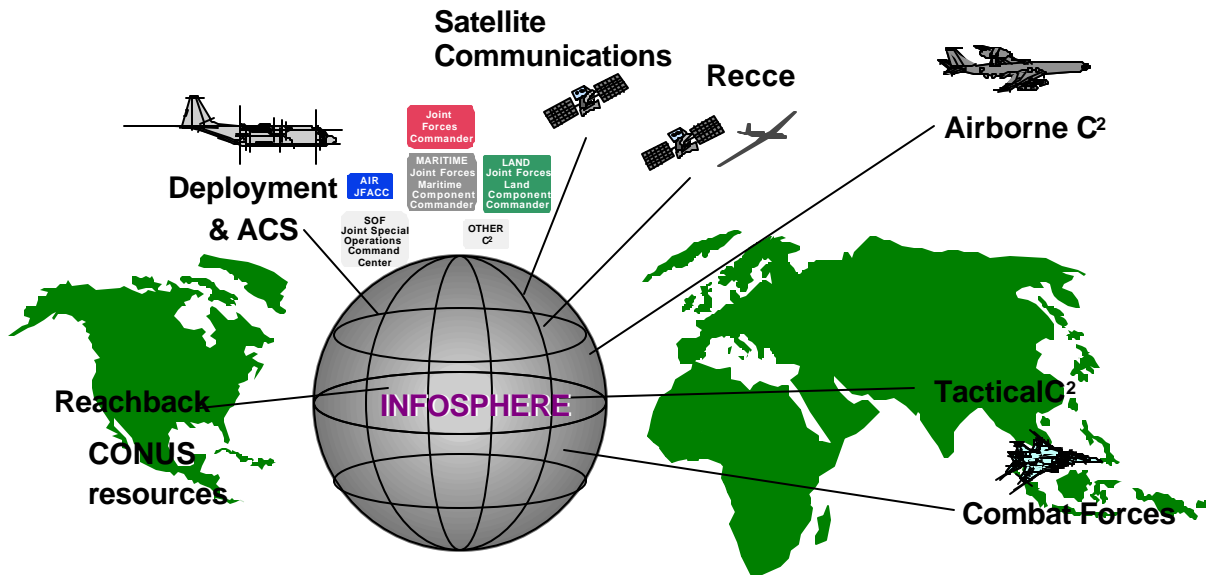 Satellite
Communications
Recce
Airborne C²
Deployment
& ACS
Joint
Forces
Commander
AIR
JFACC
MARITIME
Joint Forces
Maritime
Component
Commander
LAND
Joint Forces
Land
Component
Commander
SOF
Joint Special
Operations
Command
Center
OTHER
C²
Reachback
INFOSPHERE
TacticalC²
CONUS
resources
Combat Forces